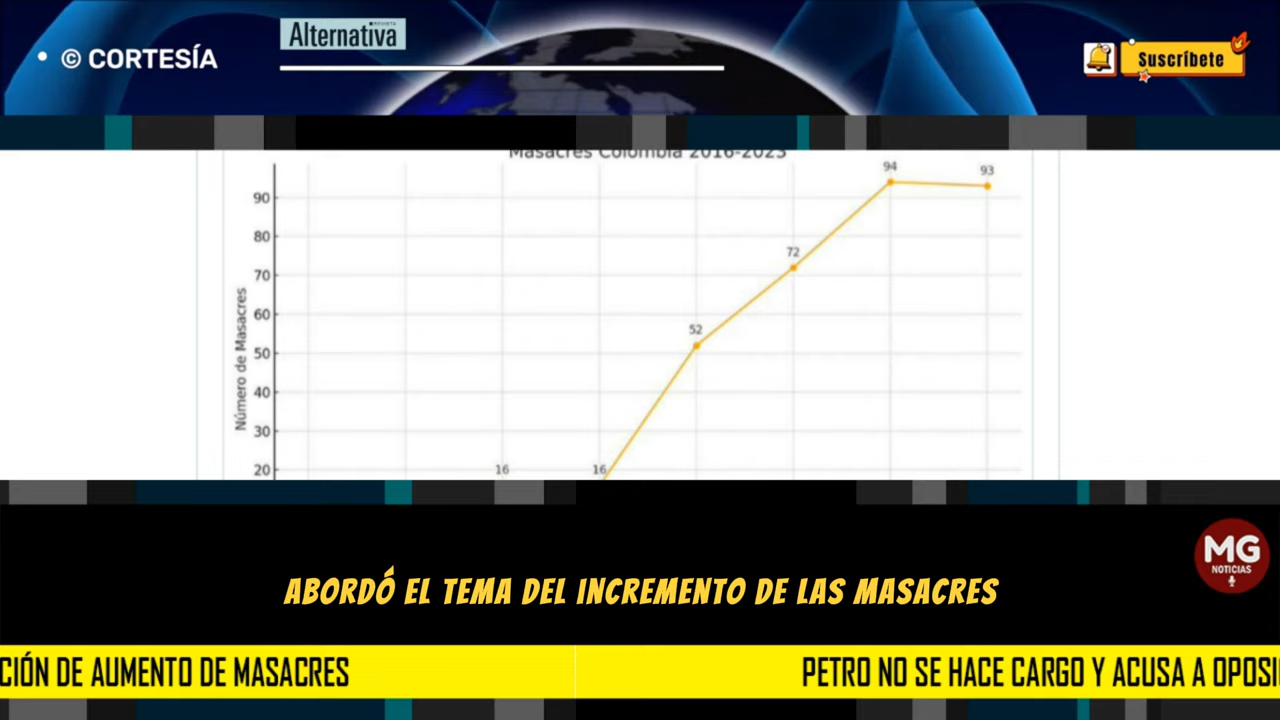 © CORTESÍA
Alternativa
REVISTA
Suscríbete
Masacres Colombia 2016-2023
94
93
90
80
72
70
60
52
50
40
30
16
16
20
Número de Masacres
MG
NOTICIAS
ABORDÓ EL TEMA DEL INCREMENTO DE LAS MASACRES
CIÓN DE AUMENTO DE MASACRES
PETRO NO SE HACE CARGO Y ACUSA A OPOSI